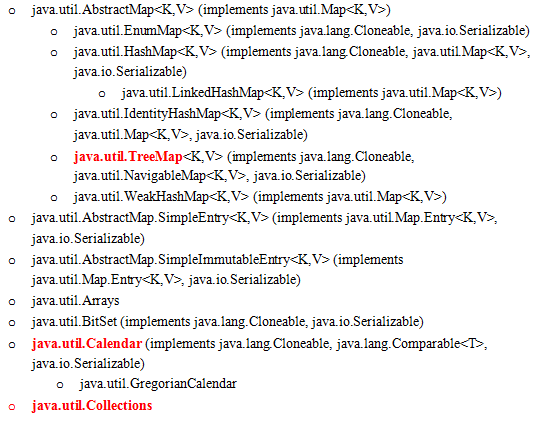 o java.util.AbstractMap<K,V> (implements java.util.Map<K,V>)
o java.util.EnumMap<K,V> (implements java.lang.Cloneable, java.io.Serializable)
o java.util.HashMap<K,V> (implements java.lang.Cloneable, java.util.Map<K,V>,
java.io.Serializable)
o java.util.LinkedHashMap<K,V> (implements java.util.Map<K,V>)
o java.util.IdentityHashMap<K,V> (implements java.lang.Cloneable,
java.util.Map<K,V>, java.io.Serializable)
o java.util.TreeMap<K,V> (implements java.lang.Cloneable,
java.util.NavigableMap<K,V>, java.io.Serializable)
o java.util.WeakHashMap<K,V> (implements java.util.Map<K,V>)
o java.util.AbstractMap.SimpleEntry<K,V> (implements java.util.Map.Entry<K,V>,
java.io.Serializable)
o java.util.AbstractMap.SimpleImmutableEntry<K,V> (implements
java.util.Map.Entry<K,V>, java.io.Serializable)
o java.util.Arrays
o java.util.BitSet (implements java.lang.Cloneable, java.io.Serializable)
o java.util.Calendar (implements java.lang.Cloneable, java.lang.Comparable<T>,
java.io.Serializable)
o java.util.GregorianCalendar
o java.util.Collections